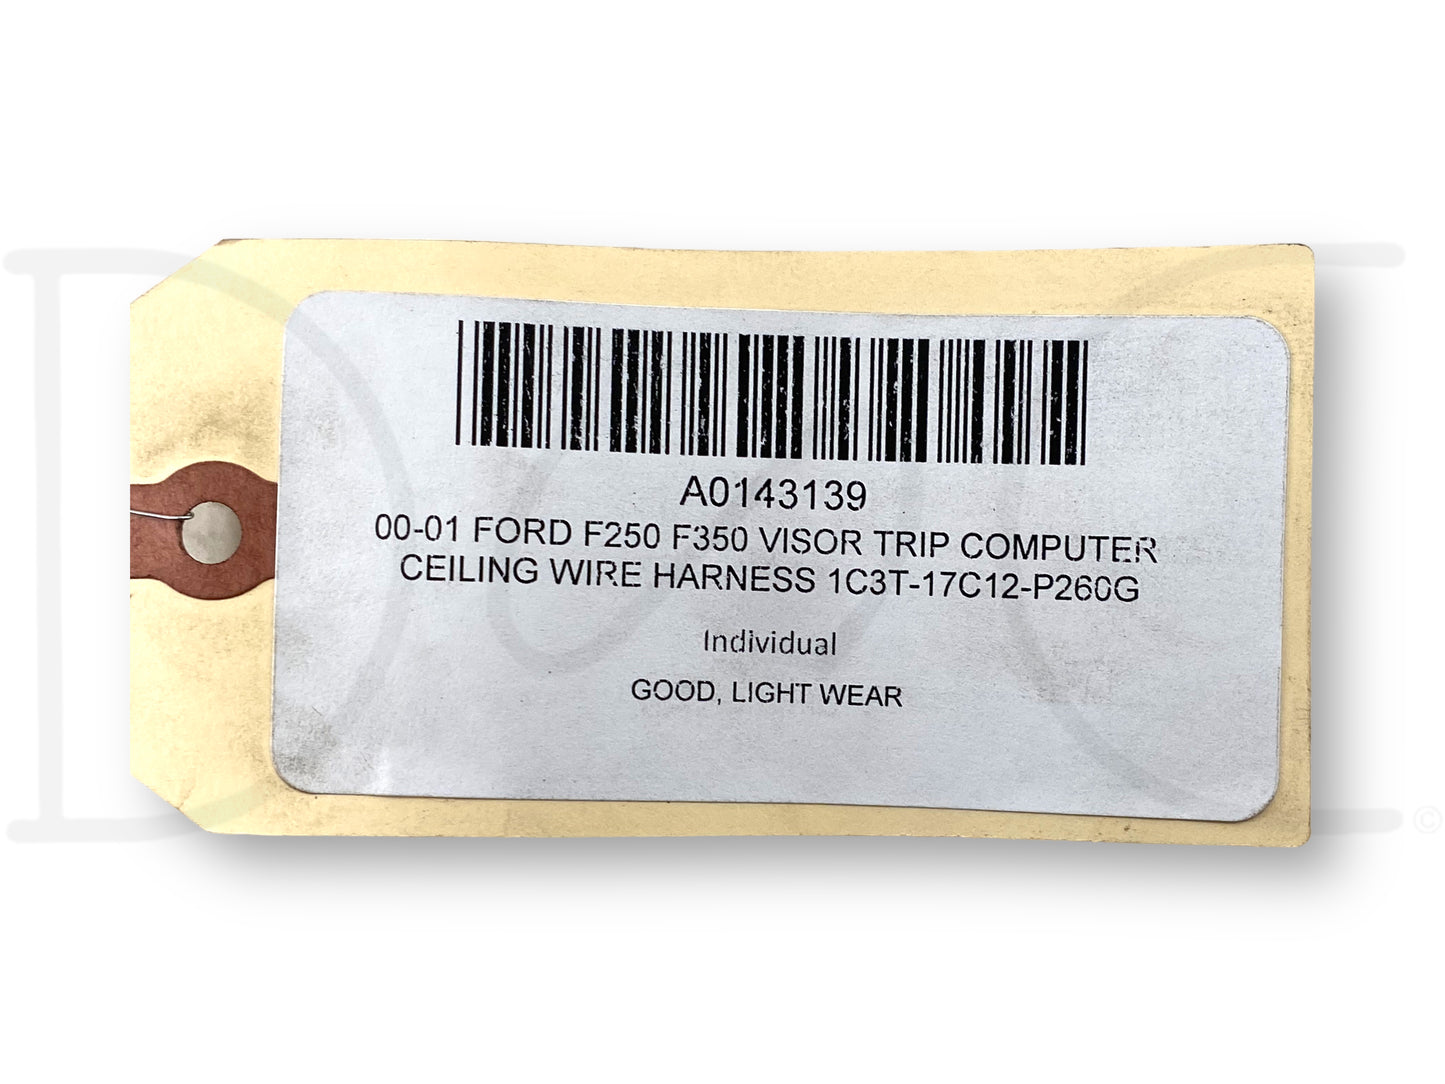 A0143139
00-01 FORD F250 F350 VISOR TRIP COMPUTER
CEILING WIRE HARNESS 1C3T-17C12-P260G
Individual
GOOD, LIGHT WEAR
©